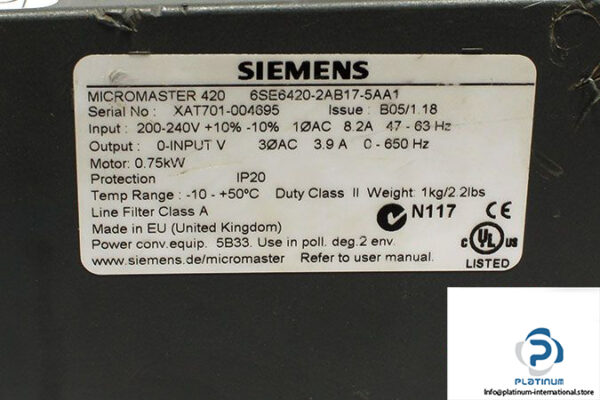 SIEMENS
MICROMASTER 420 6SE6420-2AB17-5AA1
Serial No : XAT701-004695 Issue : B05/1.18
Input : 200-240V +10% -10% 1ØAC 8.2A 47 - 63 Hz
Output : 0-INPUT V 3ØAC 3.9 A 0 - 650 Hz
Motor: 0.75kW
Protection IP20
Temp Range : -10 - +50°C Duty Class II Weight: 1kg/2.2lbs
Line Filter Class A
N117 CE
Made in EU (United Kingdom)
Power conv.equip. 5B33. Use in poll. deg.2 env.
C UL US
www.siemens.de/micromaster Refer to user manual.
LISTED
PLATINUM
platinum-international.store